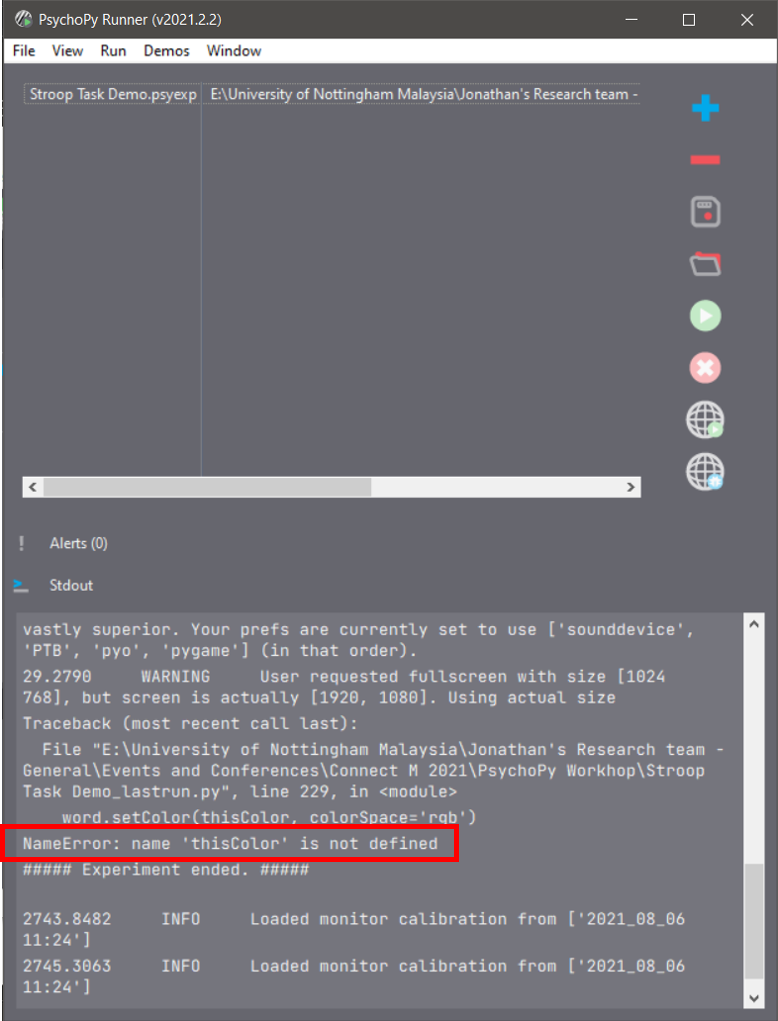 PsychoPy Runner (v2021.2.2)
File View Run Demos Window
Stroop Task Demo.psyexp E:\University of Nottingham Malaysia\Jonathan's Research team -
Alerts (0)
Stdout
vastly superior. Your prefs are currently set to use ['sounddevice',
'PTB', 'pyo', 'pygame'] (in that order).
29.2790 WARNING User requested fullscreen with size [1024
768], but screen is actually [1920, 1080]. Using actual size
Traceback (most recent call last):
File "E:\University of Nottingham Malaysia\Jonathan's Research team -
General\Events and Conferences\Connect M 2021\PsychoPy Workhop\Stroop
Task Demo_lastrun.py", line 229, in <module>
word.setColor(thisColor, colorSpace='rgb')
NameError: name 'thisColor' is not defined
##### Experiment ended. #####
2743.8482 INFO Loaded monitor calibration from ['2021_08_06
11:24']
2745.3063 INFO Loaded monitor calibration from ['2021_08_06
11:24']